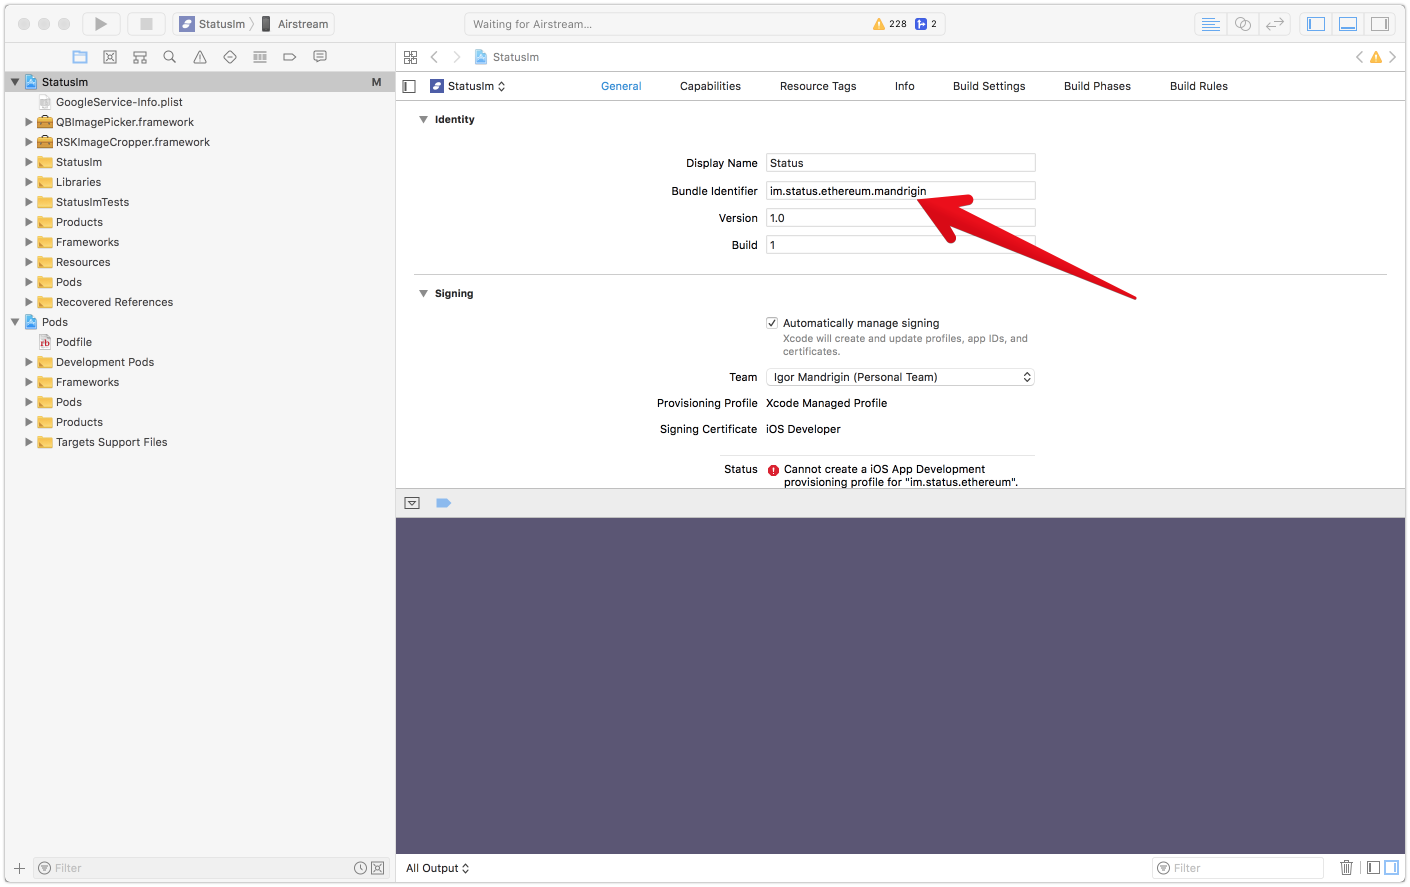 StatusIm
Airstream
Waiting for Airstream...
228
2
StatusIm
M
GoogleService-Info.plist
QBImagePicker.framework
RSKImageCropper.framework
StatusIm
Libraries
StatusImTests
Products
Frameworks
Resources
Pods
Recovered References
Pods
Podfile
Development Pods
Frameworks
Pods
Products
Targets Support Files
Filter
StatusIm
StatusIm
General
Capabilities
Resource Tags
Info
Build Settings
Build Phases
Build Rules
Identity
Display Name Status
Bundle Identifier im.status.ethereum.mandrigin
Version 1.0
Build 1
Signing
Automatically manage signing
Xcode will create and update profiles, app IDs, and
certificates.
Team Igor Mandrigin (Personal Team)
Provisioning Profile Xcode Managed Profile
Signing Certificate iOS Developer
Status Cannot create a iOS App Development
provisioning profile for "im.status.ethereum".
All Output
Filter